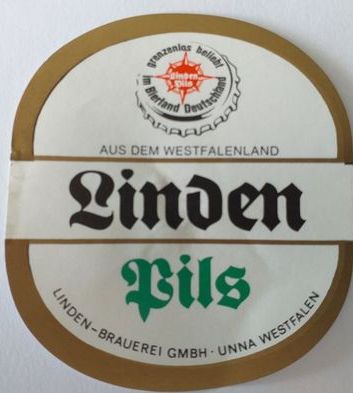 grenzenlos beliebt
Linden
Pils
im Bierland Deutschland
AUS DEM WESTFALENLAND
Linden
Pils
LINDEN-BRAUEREI GMBH · UNNA WESTFALEN